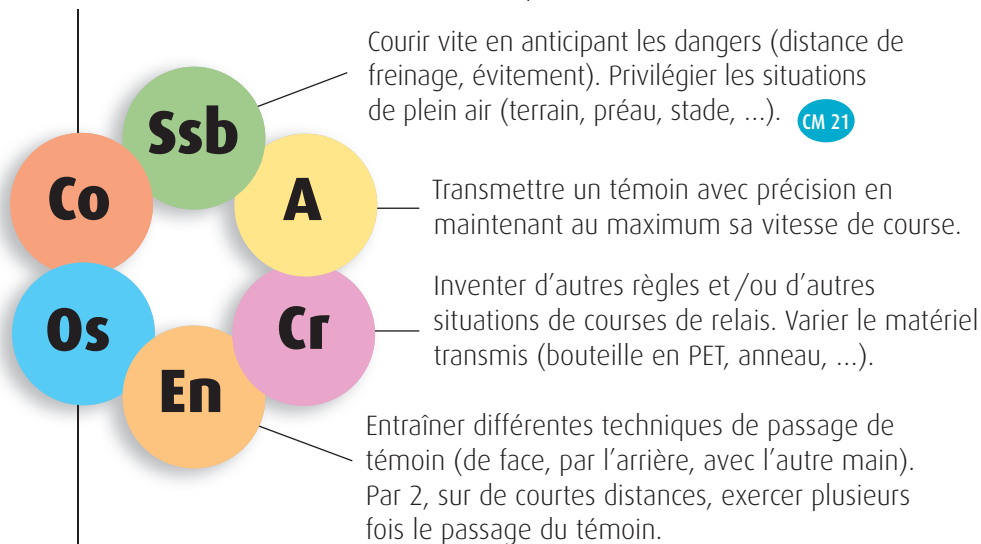 Courir vite en anticipant les dangers (distance de
freinage, évitement). Privilégier les situations
de plein air (terrain, préau, stade, ...). CM 21
Ssb
Co
A
Transmettre un témoin avec précision en
maintenant au maximum sa vitesse de course.
Os
Cr
Inventer d'autres règles et/ou d'autres
situations de courses de relais. Varier le matériel
transmis (bouteille en PET, anneau, ...).
En
Entraîner différentes techniques de passage de
témoin (de face, par l'arrière, avec l'autre main).
Par 2, sur de courtes distances, exercer plusieurs
fois le passage du témoin.